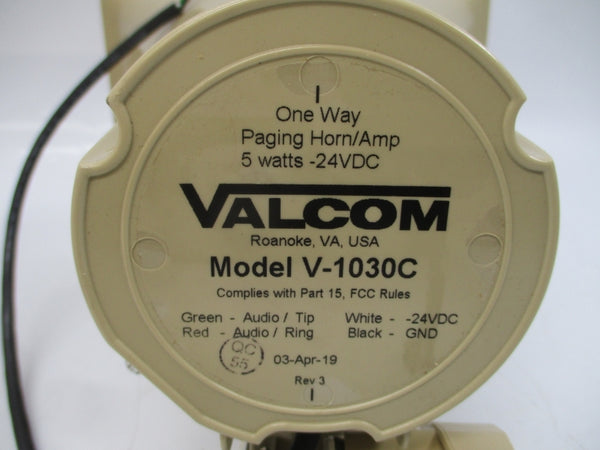 One Way
Paging Horn/Amp
5 watts -24VDC
VALCOM
Roanoke, VA, USA
Model V-1030C
Complies with Part 15, FCC Rules
Green - Audio / Tip White - -24VDC
Red - Audio / Ring Black - GND
QC
55
03-Apr-19
Rev 3